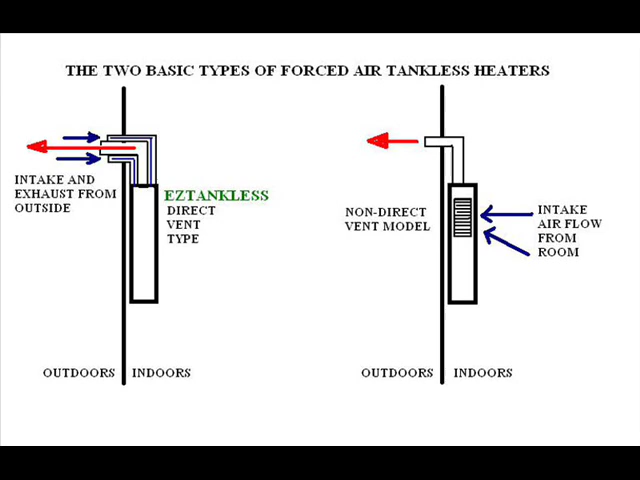 THE TWO BASIC TYPES OF FORCED AIR TANKLESS HEATERS
INTAKE AND
EXHAUST FROM
OUTSIDE
EZTANKLESS
DIRECT
VENT
TYPE
OUTDOORS
INDOORS
NON-DIRECT
VENT MODEL
INTAKE
AIR FLOW
FROM
ROOM
OUTDOORS
INDOORS